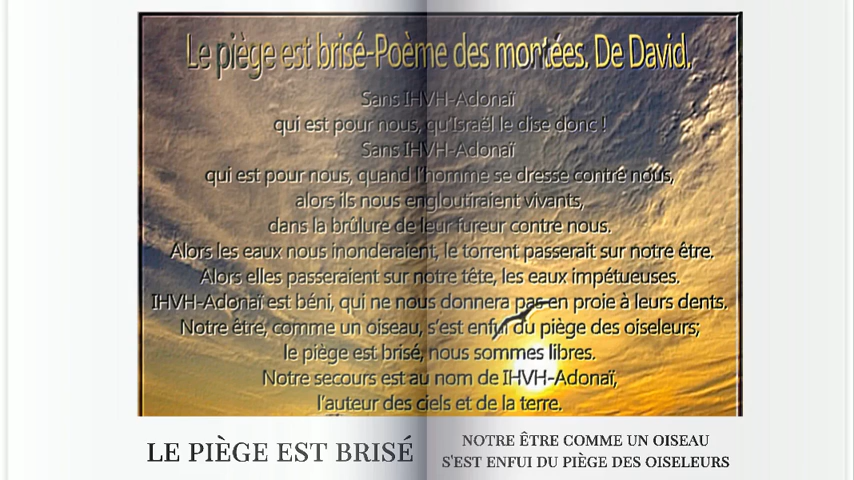 Le piège est brisé-Poème des montées. De David.
Sans IHVH-Adonaï
qui est pour nous, qu'Israël le dise donc !
Sans IHVH-Adonaï
qui est pour nous, quand l'homme se dresse contre nous,
alors ils nous engloutiraient vivants,
dans la brûlure de leur fureur contre nous.
Alors les eaux nous inonderaient, le torrent passerait sur notre être.
Alors elles passeraient sur notre tête, les eaux impétueuses.
IHVH-Adonaï est béni, qui ne nous donnera pas en proie à leurs dents.
Notre être, comme un oiseau, s'est enfui du piège des oiseleurs;
le piège est brisé, nous sommes libres.
Notre secours est au nom de IHVH-Adonaï,
l'auteur des ciels et de la terre.
LE PIÈGE EST BRISÉ
NOTRE ÊTRE COMME UN OISEAU
S'EST ENFUI DU PIÈGE DES OISELEURS